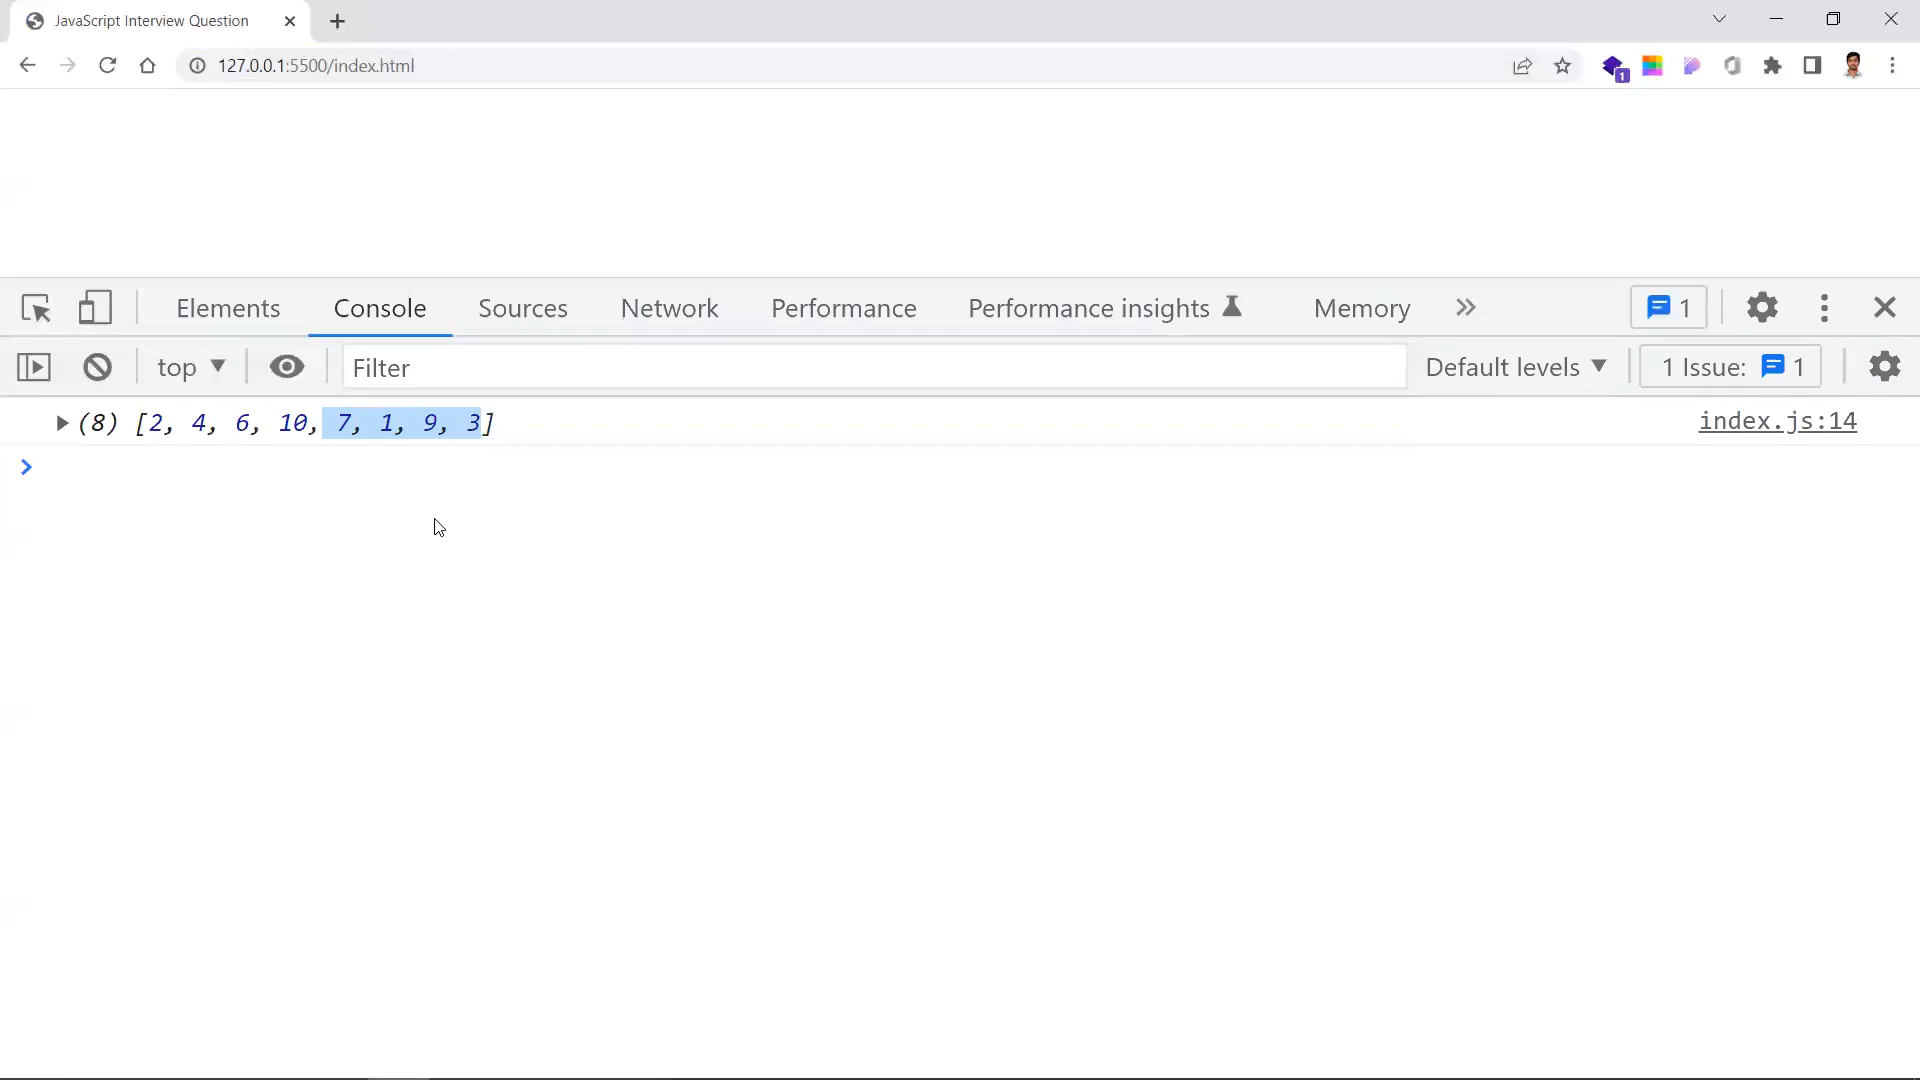 JavaScript Interview Question
127.0.0.1:5500/index.html
1
Elements Console Sources Network Performance Performance insights Memory 1
top Filter Default levels 1 Issue: 1
(8) [2, 4, 6, 10, 7, 1, 9, 3] index.js:14